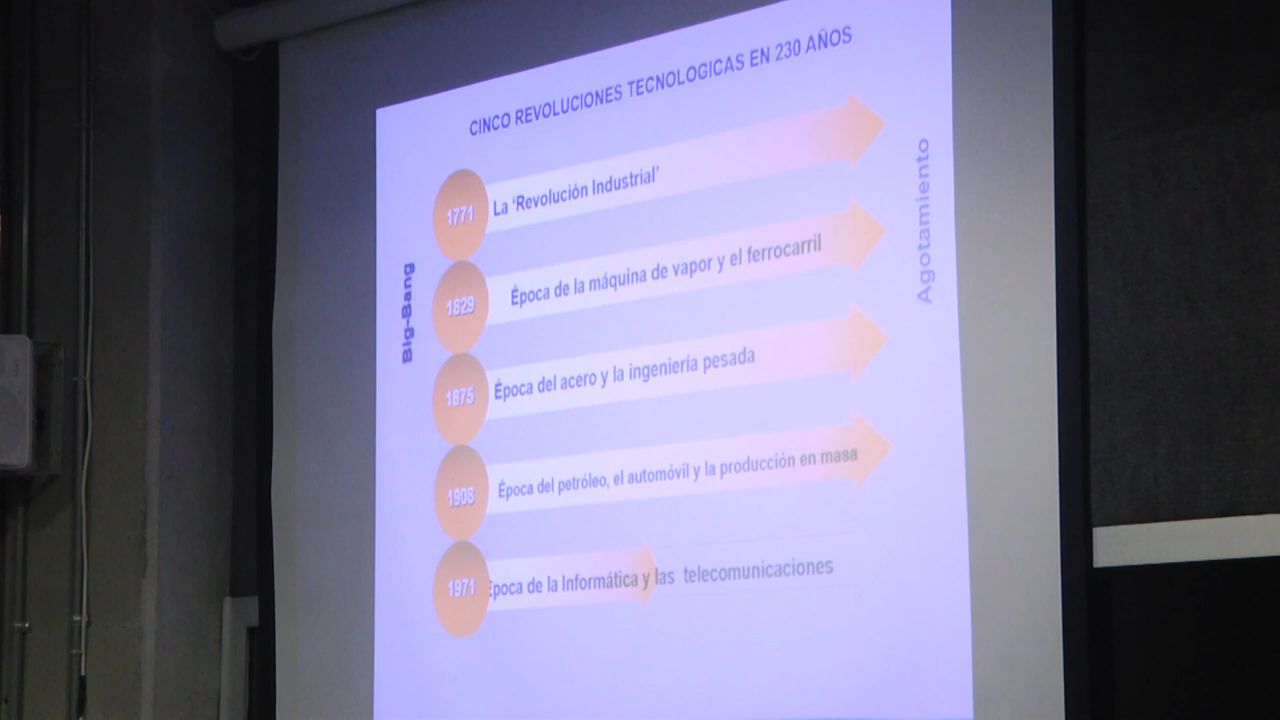 CINCO REVOLUCIONES TECNOLOGICAS EN 230 AÑOS
Big-Bang
1771
La ‘Revolución Industrial’
1829
Época de la máquina de vapor y el ferrocarril
1875
Época del acero y la ingeniería pesada
1908
Época del petróleo, el automóvil y la producción en masa
1971
Época de la Informática y las telecomunicaciones
Agotamiento